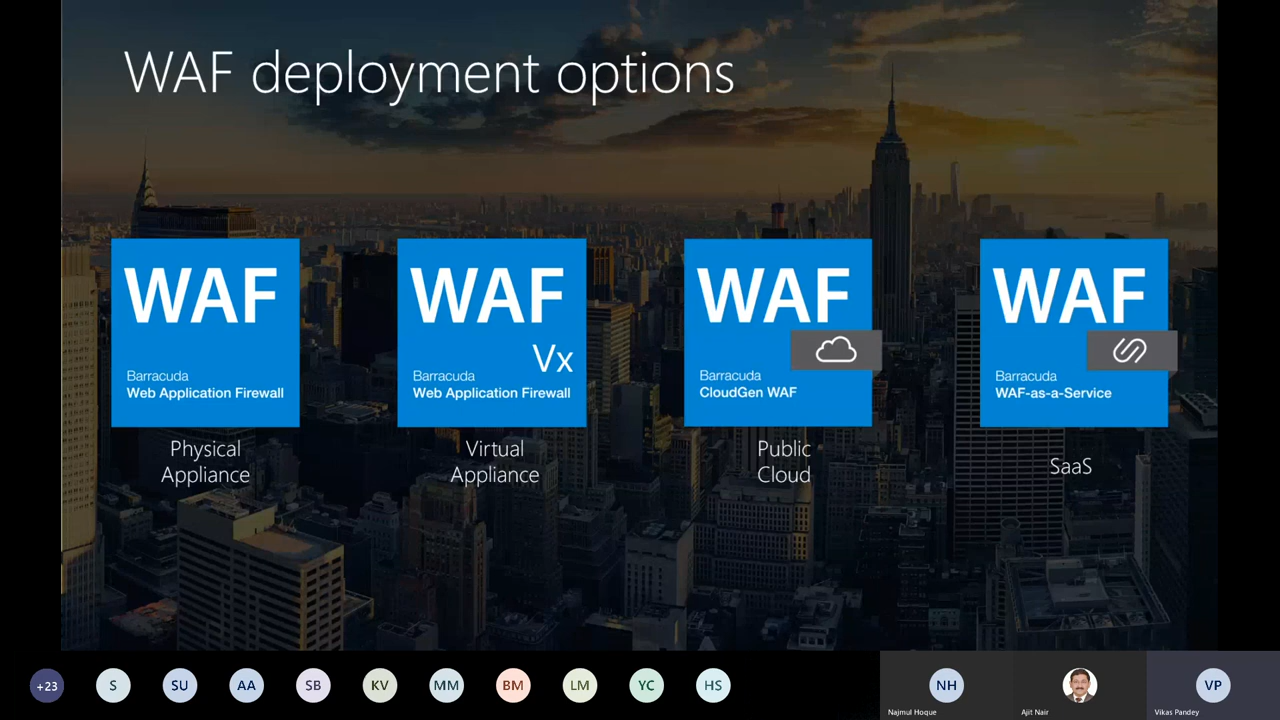 WAF deployment options
WAF
Barracuda
Web Application Firewall
Physical
Appliance
WAF
Vx
Barracuda
Web Application Firewall
Virtual
Appliance
WAF
Barracuda
CloudGen WAF
Public
Cloud
WAF
Barracuda
WAF-as-a-Service
SaaS
+23 S SU AA SB KV MM BM LM YC HS NH VP
Najmul Hoque Ajit Nair Vikas Pandey